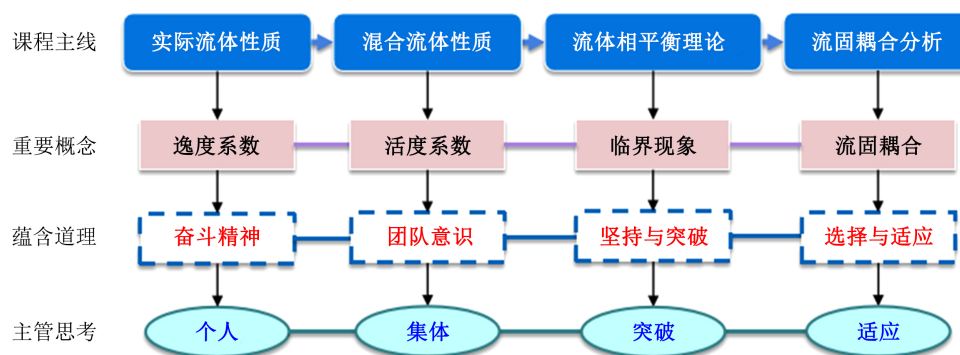 课程主线 实际流体性质 混合流体性质 流体相平衡理论 流固耦合分析
重要概念 逸度系数 活度系数 临界现象 流固耦合
蕴含道理 奋斗精神 团队意识 坚持与突破 选择与适应
主管思考 个人 集体 突破 适应